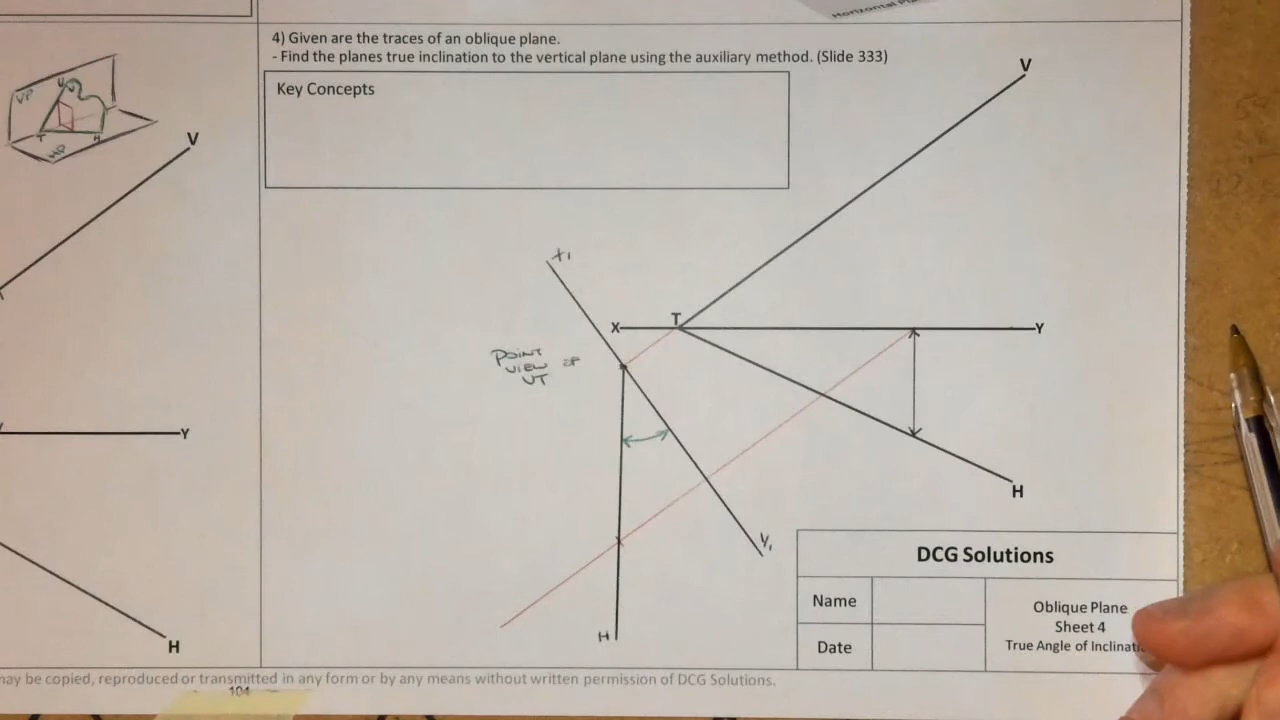 Horizontal
4) Given are the traces of an oblique plane.
- Find the planes true inclination to the vertical plane using the auxiliary method. (Slide 333)
Key Concepts
V
X1
X
T
Y
POINT
VIEW OF
VT
H
Y1
H
DCG Solutions
Name
Date
Oblique Plane
Sheet 4
True Angle of
VP
T
H
HP
V
Y
H
may be copied, reproduced or transmitted in any form or by any means without written permission of DCG Solutions.
104